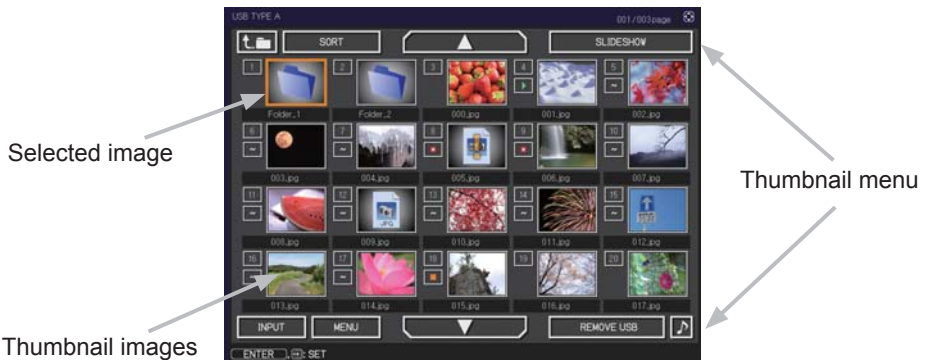 USB TYPE A 001/003page
SORT SLIDESHOW
1 2 3 4 5
Folder_1 Folder_2 000.jpg 001.jpg 002.jpg
Selected image
6 7 8 9 10
003.jpg 004.jpg 005.jpg 006.jpg 007.jpg
Thumbnail menu
11 12 13 14 15
JPG
008.jpg 009.jpg 010.jpg 011.jpg 012.jpg
16 17 18 19 20
013.jpg 014.jpg 015.jpg 016.jpg 017.jpg
INPUT MENU REMOVE USB
Thumbnail images
ENTER , : SET